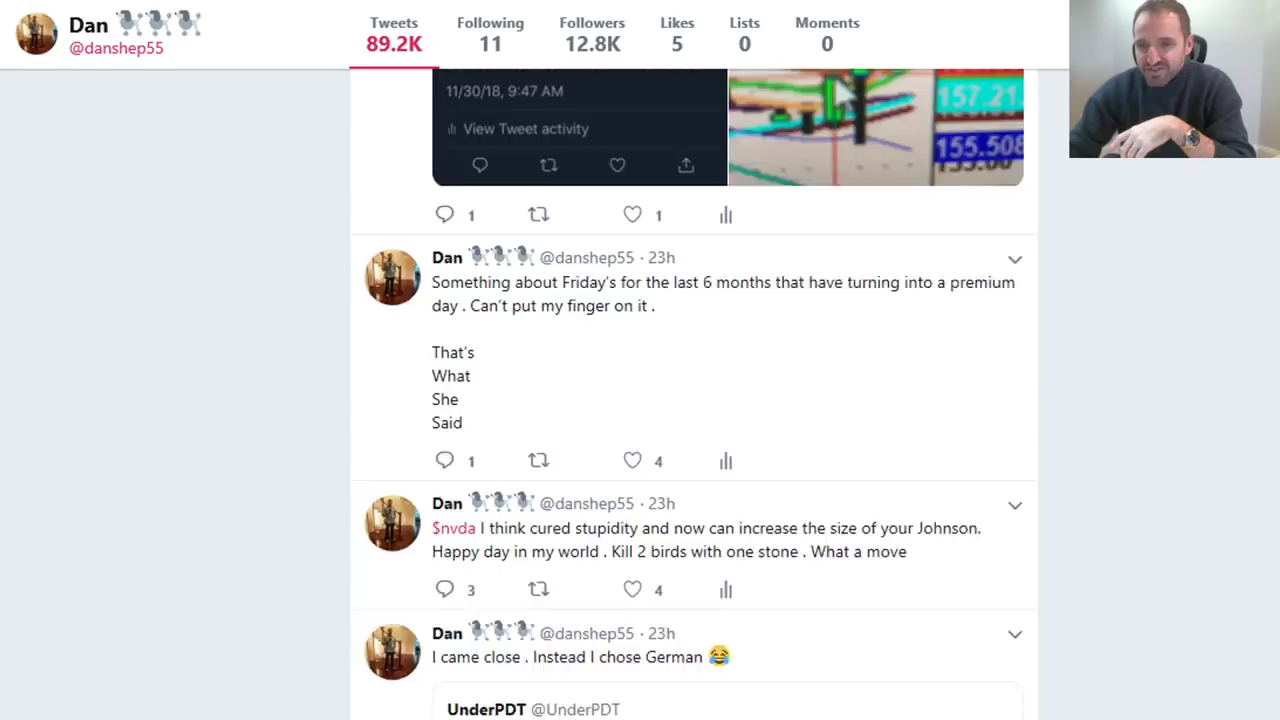 Dan
@danshep55
Tweets
89.2K
Following
11
Followers
12.8K
Likes
5
Lists
0
Moments
0
11/30/18, 9:47 AM
View Tweet activity
157.21
155.508
155.00
1
1
Dan @danshep55 · 23h
Something about Friday's for the last 6 months that have turning into a premium
day . Can't put my finger on it .
That's
What
She
Said
1
4
Dan @danshep55 · 23h
$nvda I think cured stupidity and now can increase the size of your Johnson.
Happy day in my world . Kill 2 birds with one stone . What a move
3
4
Dan @danshep55 · 23h
I came close . Instead I chose German 😂
UnderPDT @UnderPDT